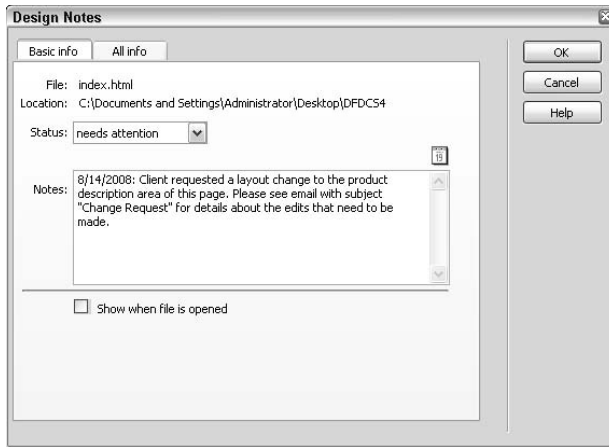 Design Notes
Basic info
All info
OK
Cancel
Help
File: index.html
Location: C:\Documents and Settings\Administrator\Desktop\DFDCS4
Status: needs attention
19
Notes: 8/14/2008: Client requested a layout change to the product
description area of this page. Please see email with subject
"Change Request" for details about the edits that need to be
made.
Show when file is opened